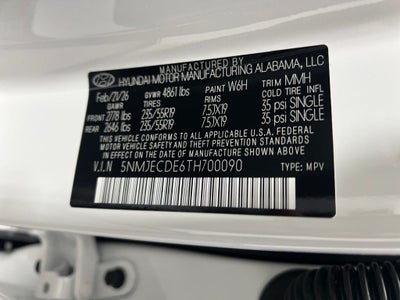 HYUNDAI MOTOR MANUFACTURING ALABAMA, LLC
Feb/21/26 GVWR 4861 lbs PAINT W6H TRIM MMH
TIRES RIMS COLD TIRE INFL
FRONT 2778 lbs 235/55R19 7.5JX19 35 psi SINGLE
REAR 2646 lbs 235/55R19 7.5JX19 35 psi SINGLE
THIS VEHICLE CONFORMS TO ALL APPLICABLE U.S. FEDERAL
MOTOR VEHICLE SAFETY, BUMPER, AND THEFT PREVENTION
STANDARDS IN EFFECT ON THE DATE OF MANUFACTURE SHOWN ABOVE.
V.I.N 5NMJECDE6TH700090 TYPE: MPV